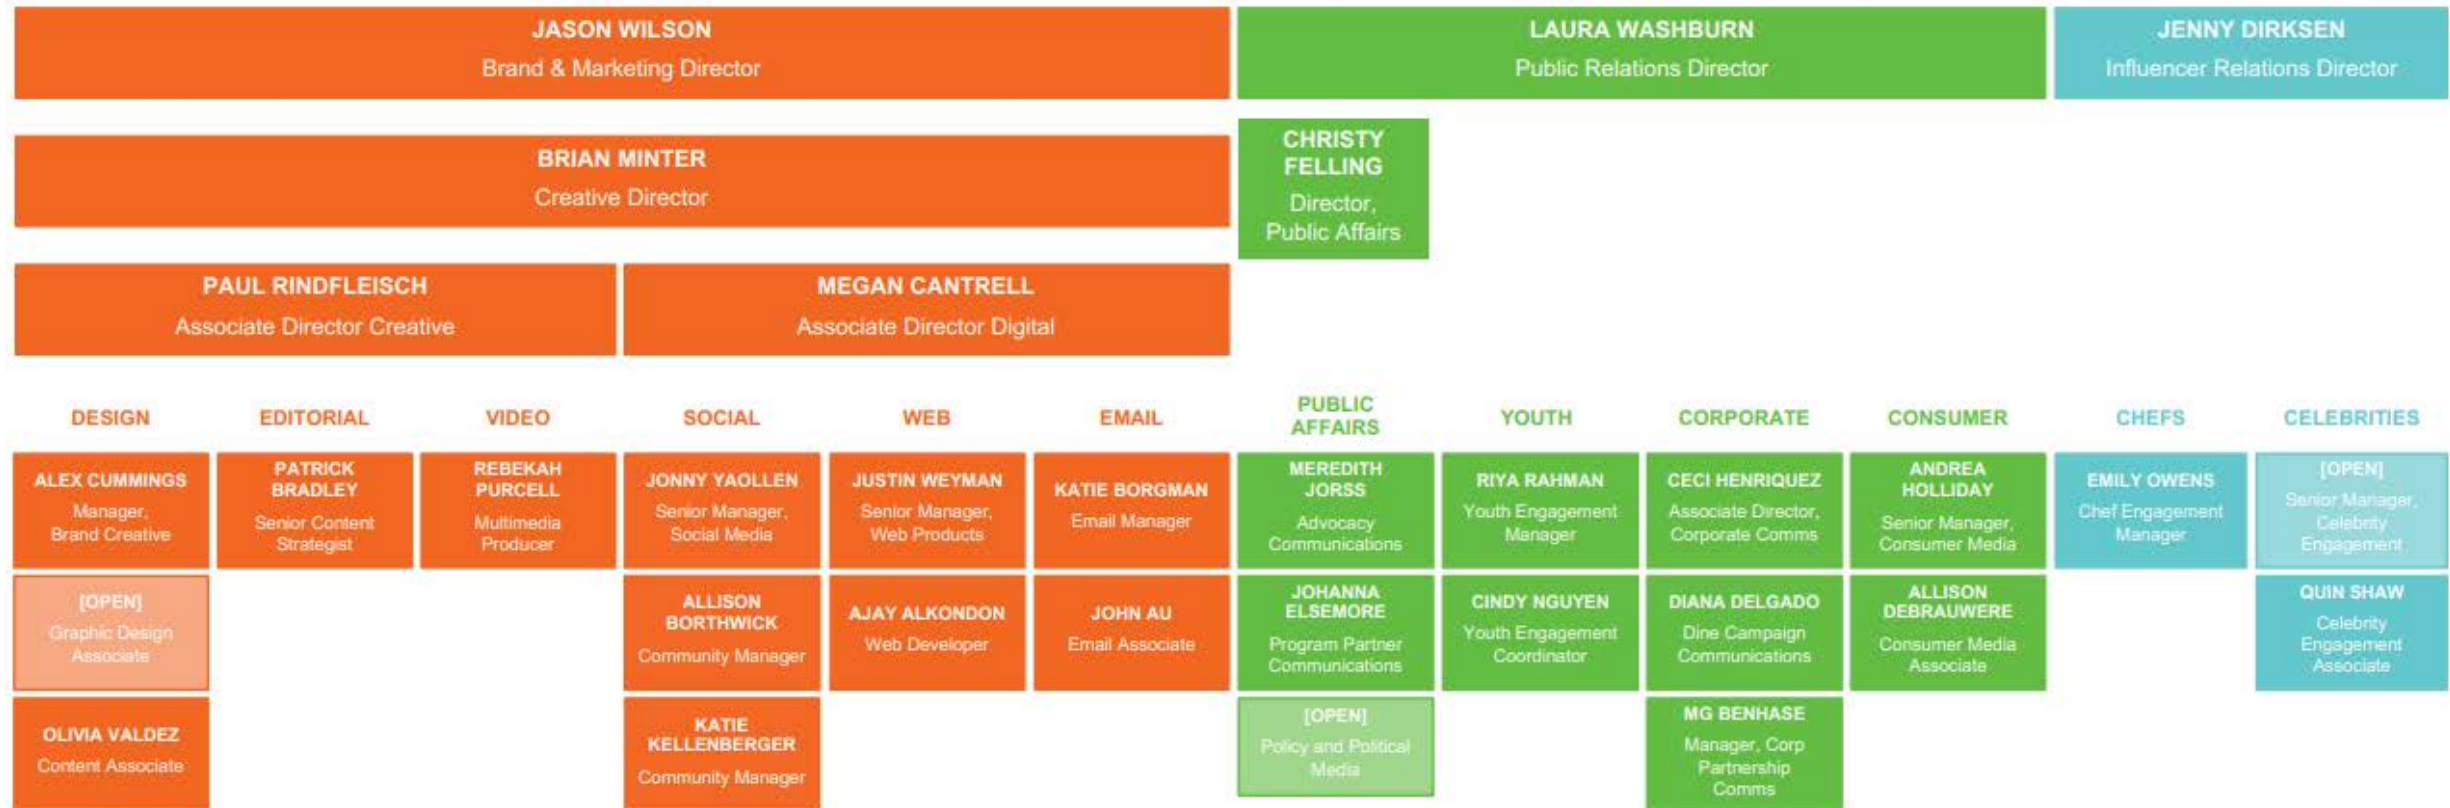 JASON WILSON
Brand & Marketing Director
LAURA WASHBURN
Public Relations Director
JENNY DIRKSEN
Influencer Relations Director
BRIAN MINTER
Creative Director
CHRISTY
FELLING
Director,
Public Affairs
PAUL RINDFLEISCH
Associate Director Creative
MEGAN CANTRELL
Associate Director Digital
DESIGN
EDITORIAL
VIDEO
SOCIAL
WEB
EMAIL
PUBLIC
AFFAIRS
YOUTH
CORPORATE
CONSUMER
CHEFS
CELEBRITIES
ALEX CUMMINGS
Manager,
Brand Creative
PATRICK
BRADLEY
Senior Content
Strategist
REBEKAH
PURCELL
Multimedia
Producer
JONNY YAOLLEN
Senior Manager,
Social Media
JUSTIN WEYMAN
Senior Manager,
Web Products
KATIE BORGMAN
Email Manager
MEREDITH
JORSS
Advocacy
Communications
RIYA RAHMAN
Youth Engagement
Manager
CECI HENRIQUEZ
Associate Director,
Corporate Comms
ANDREA
HOLLIDAY
Senior Manager,
Consumer Media
EMILY OWENS
Chef Engagement
Manager
[OPEN]
Senior Manager,
Celebrity
Engagement
[OPEN]
Graphic Design
Associate
ALLISON
BORTHWICK
Community Manager
AJAY ALKONDON
Web Developer
JOHN AU
Email Associate
JOHANNA
ELSEMORE
Program Partner
Communications
CINDY NGUYEN
Youth Engagement
Coordinator
DIANA DELGADO
Dine Campaign
Communications
ALLISON
DEBRAUWERE
Consumer Media
Associate
QUIN SHAW
Celebrity
Engagement
Associate
OLIVIA VALDEZ
Content Associate
KATIE
KELLENBERGER
Community Manager
[OPEN]
Policy and Political
Media
MG BENHASE
Manager, Corp
Partnership
Comms